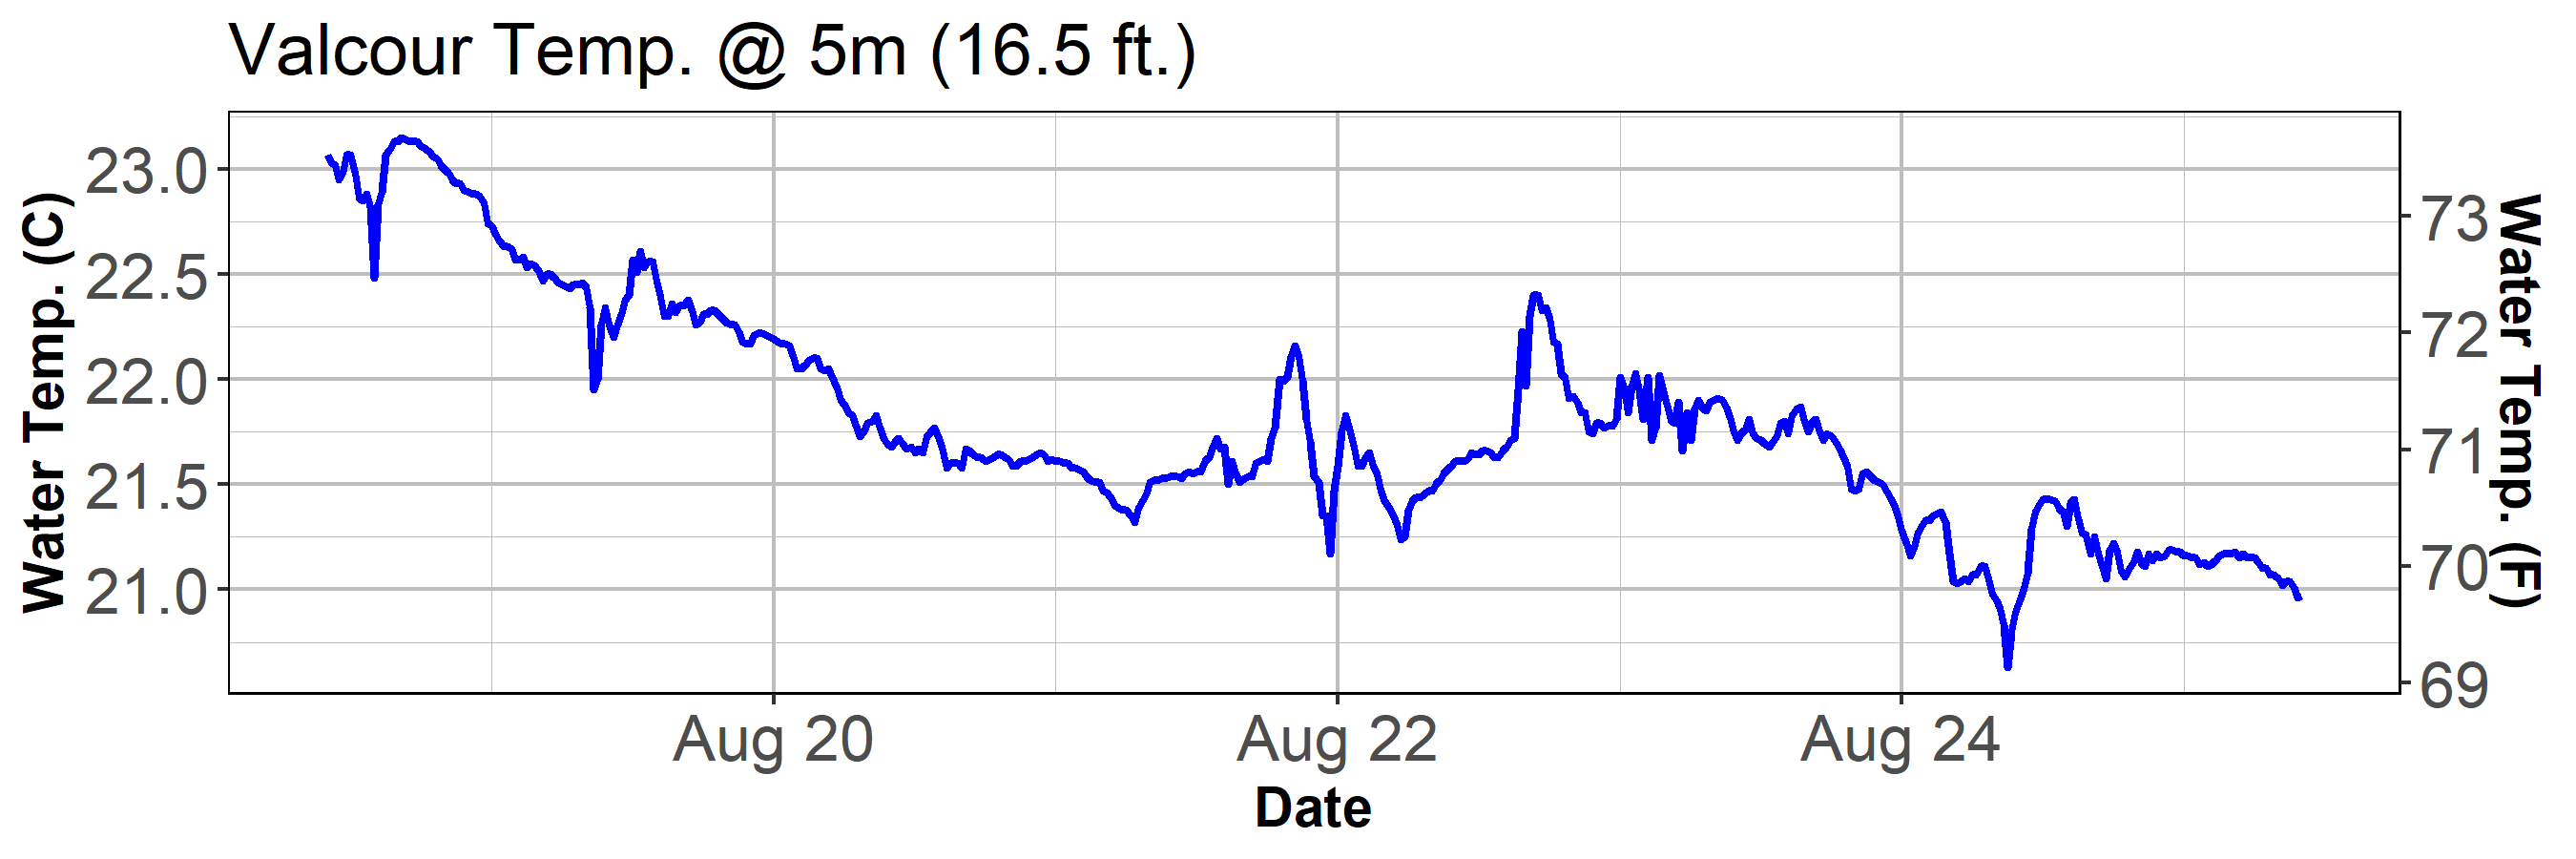 Valcour Temp. @ 5m (16.5 ft.)
Water Temp. (C)
23.0
22.5
22.0
21.5
21.0
73
72
71
70
69
Water Temp. (F)
Aug 20
Aug 22
Aug 24
Date